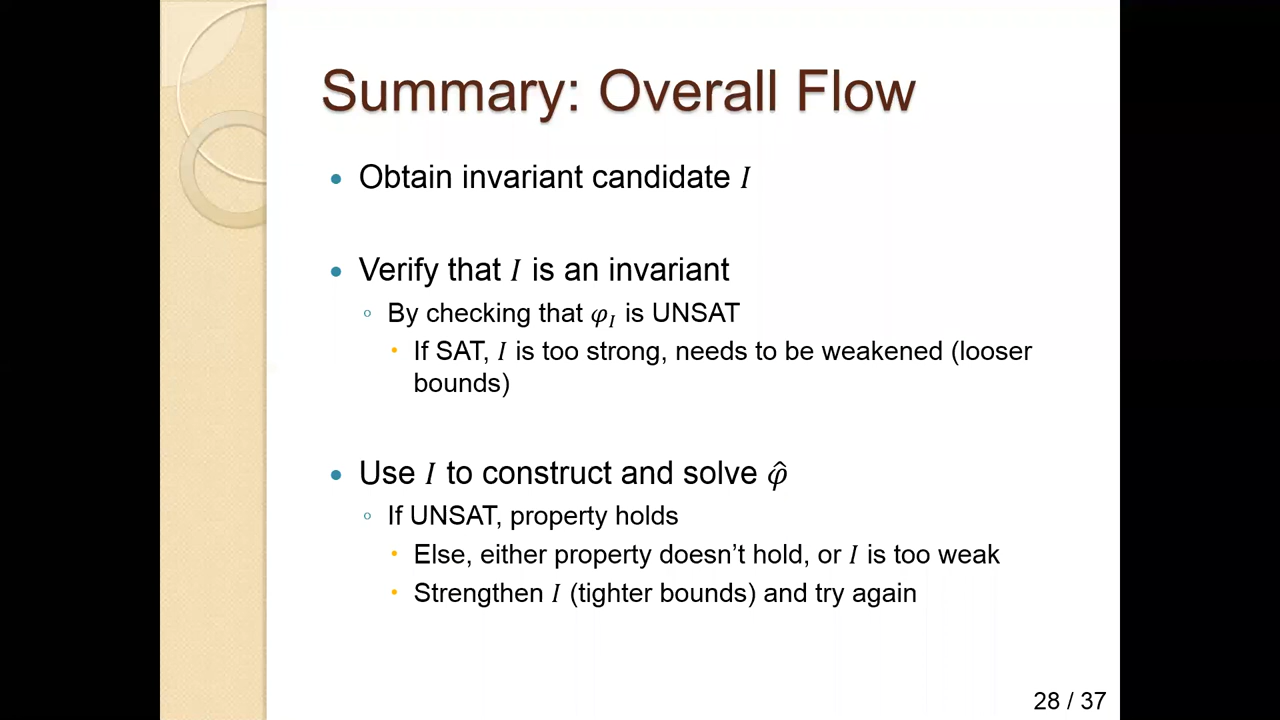 Summary: Overall Flow
• Obtain invariant candidate 𝐼
• Verify that 𝐼 is an invariant
◦ By checking that 𝜑𝐼 is UNSAT
• If SAT, 𝐼 is too strong, needs to be weakened (looser
bounds)
• Use 𝐼 to construct and solve 𝜑̂
◦ If UNSAT, property holds
• Else, either property doesn’t hold, or 𝐼 is too weak
• Strengthen 𝐼 (tighter bounds) and try again
28 / 37